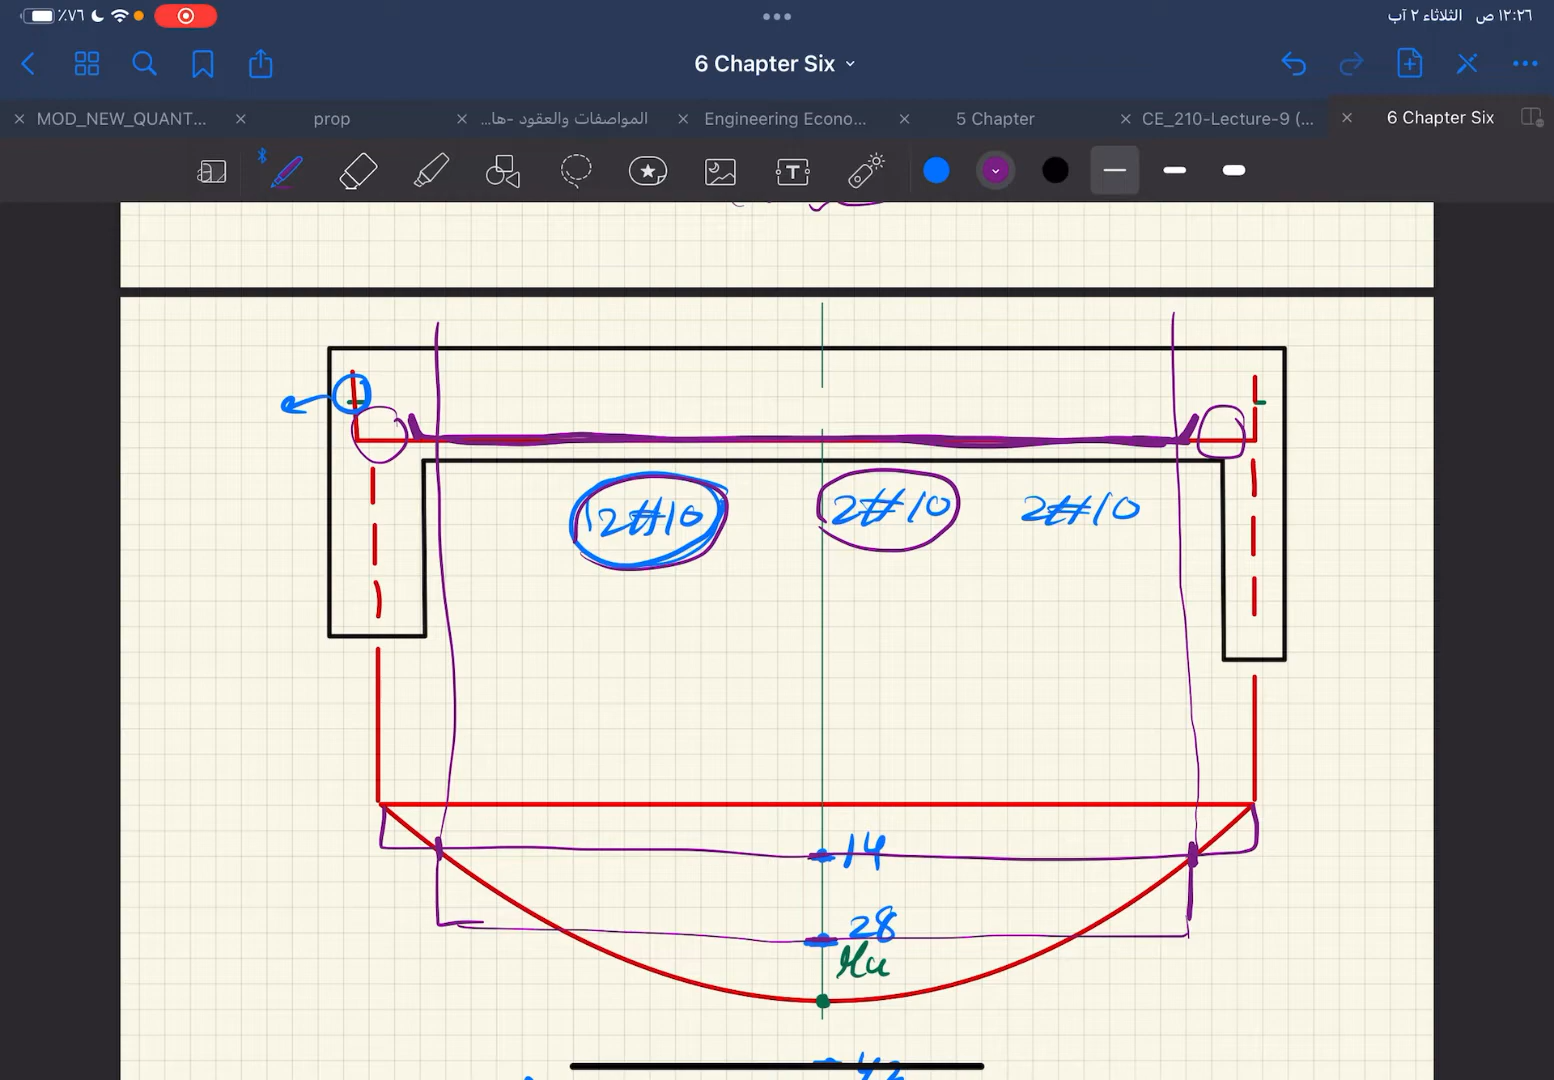 ٪٧٦ ١٢:٢٦ ص الثلاثاء ٢ آب
6 Chapter Six
MOD_NEW_QUANT... prop المواصفات والعقود -ها... Engineering Econo... 5 Chapter CE_210-Lecture-9 (... 6 Chapter Six
T
2#10 2#10 2#10
14
28
Mu